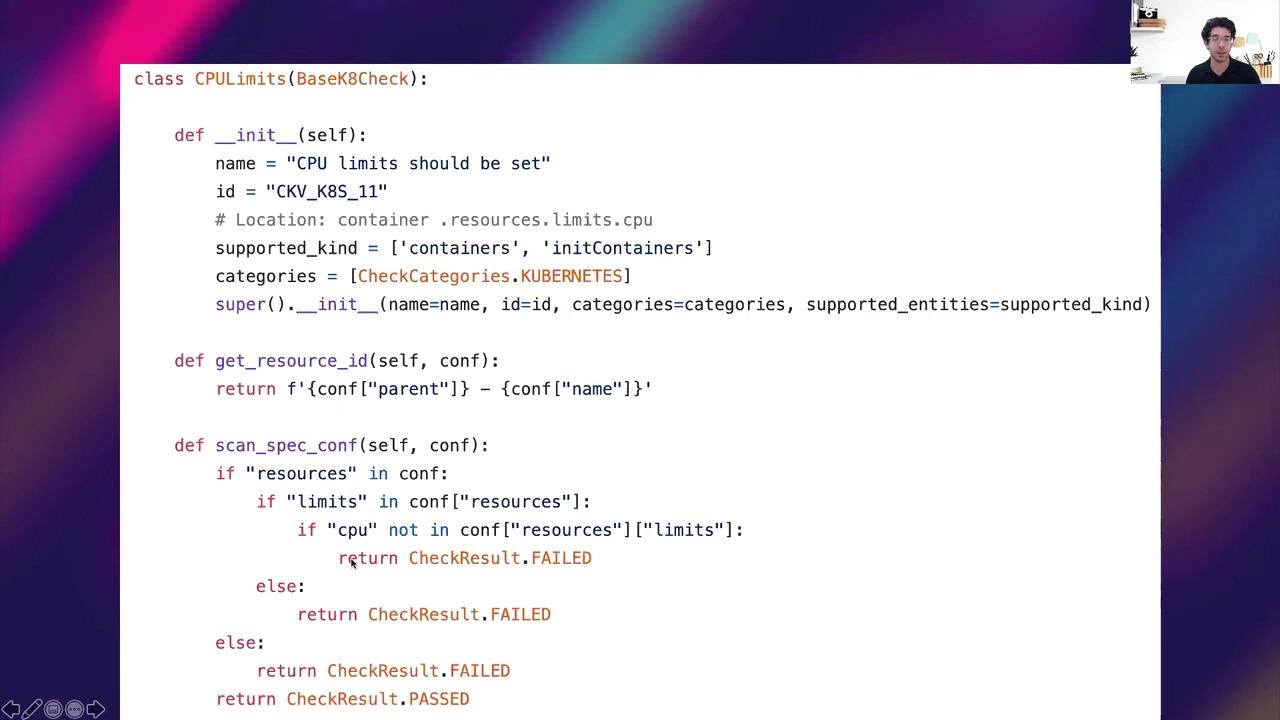 class CPULimits(BaseK8Check):
def __init__(self):
name = "CPU limits should be set"
id = "CKV_K8S_11"
# Location: container .resources.limits.cpu
supported_kind = ['containers', 'initContainers']
categories = [CheckCategories.KUBERNETES]
super().__init__(name=name, id=id, categories=categories, supported_entities=supported_kind)
def get_resource_id(self, conf):
return f'{conf["parent"]} - {conf["name"]}'
def scan_spec_conf(self, conf):
if "resources" in conf:
if "limits" in conf["resources"]:
if "cpu" not in conf["resources"]["limits"]:
return CheckResult.FAILED
else:
return CheckResult.FAILED
else:
return CheckResult.FAILED
return CheckResult.PASSED